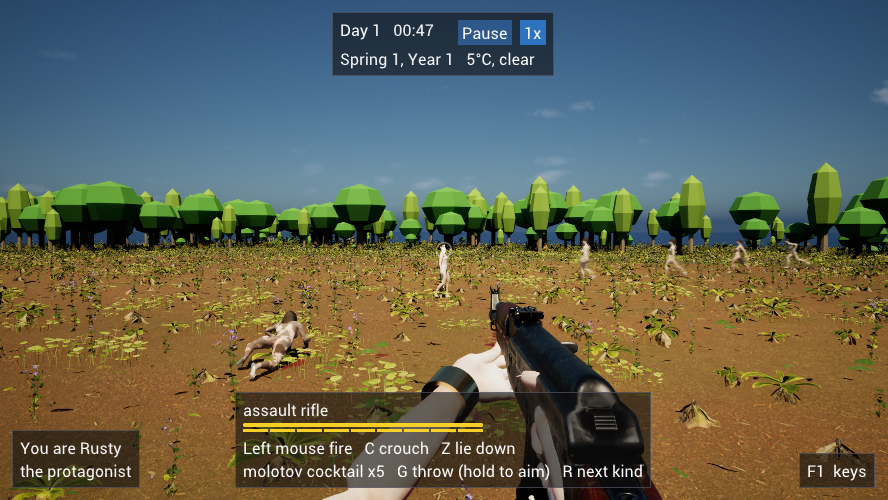 Day 1 00:47 Pause 1x
Spring 1, Year 1 5°C, clear
assault rifle
Left mouse fire C crouch Z lie down
molotov cocktail x5 G throw (hold to aim) R next kind
You are Rusty
the protagonist
F1 keys